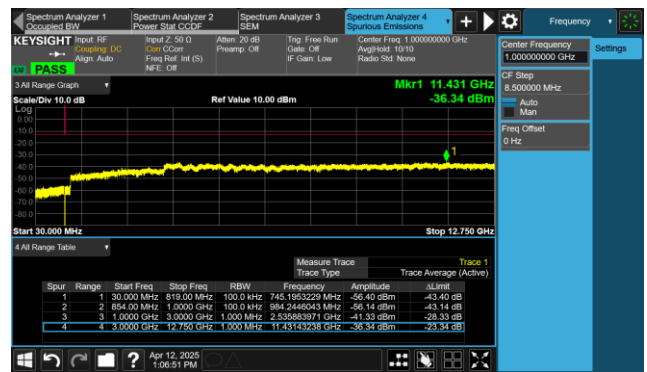 Spectrum Analyzer 1
Occupied BW
Spectrum Analyzer 2
Power Stat CCDF
Spectrum Analyzer 3
SEM
Spectrum Analyzer 4
Spurious Emissions
Frequency
KEYSIGHT
Input: RF
Coupling: DC
Align: Auto
Input Z: 50 Ω
Corr CCorr
Freq Ref: Int (S)
NFE: Off
Atten: 20 dB
Preamp: Off
Trig: Free Run
Gate: Off
IF Gain: Low
Center Freq: 1.000000000 GHz
Avg|Hold: 10/10
Radio Std: None
PASS
Center Frequency
1.000000000 GHz
Settings
CF Step
8.500000 MHz
Auto
Man
Freq Offset
0 Hz
3 All Range Graph
Mkr1 11.431 GHz
Scale/Div 10.0 dB
Ref Value 10.00 dBm
-36.34 dBm
Log
0.00
-10.0
-20.0
-30.0
-40.0
-50.0
-60.0
-70.0
-80.0
1
Start 30.000 MHz
Stop 12.750 GHz
4 All Range Table
Measure Trace Trace 1
Trace Type Trace Average (Active)
Spur Range Start Freq Stop Freq RBW Frequency Amplitude ΔLimit
1 1 30.000 MHz 819.00 MHz 100.0 kHz 745.1953229 MHz -56.40 dBm -43.40 dB
2 2 854.00 MHz 1.0000 GHz 100.0 kHz 984.2446043 MHz -56.14 dBm -43.14 dB
3 3 1.0000 GHz 3.0000 GHz 1.000 MHz 2.535883971 GHz -41.33 dBm -28.33 dB
4 4 3.0000 GHz 12.750 GHz 1.000 MHz 11.43143238 GHz -36.34 dBm -23.34 dB
?
Apr 12, 2025
1:06:51 PM